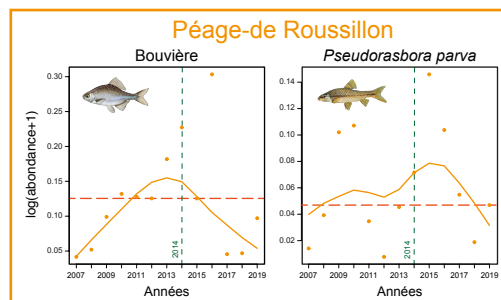 Péage-de Roussillon
Bouvière
Pseudorasbora parva
log(abondance+1)
0.30
0.25
0.20
0.15
0.10
0.05
2014
2007 2009 2011 2013 2015 2017 2019
Années
0.14
0.12
0.10
0.08
0.06
0.04
0.02
2014
2007 2009 2011 2013 2015 2017 2019
Années